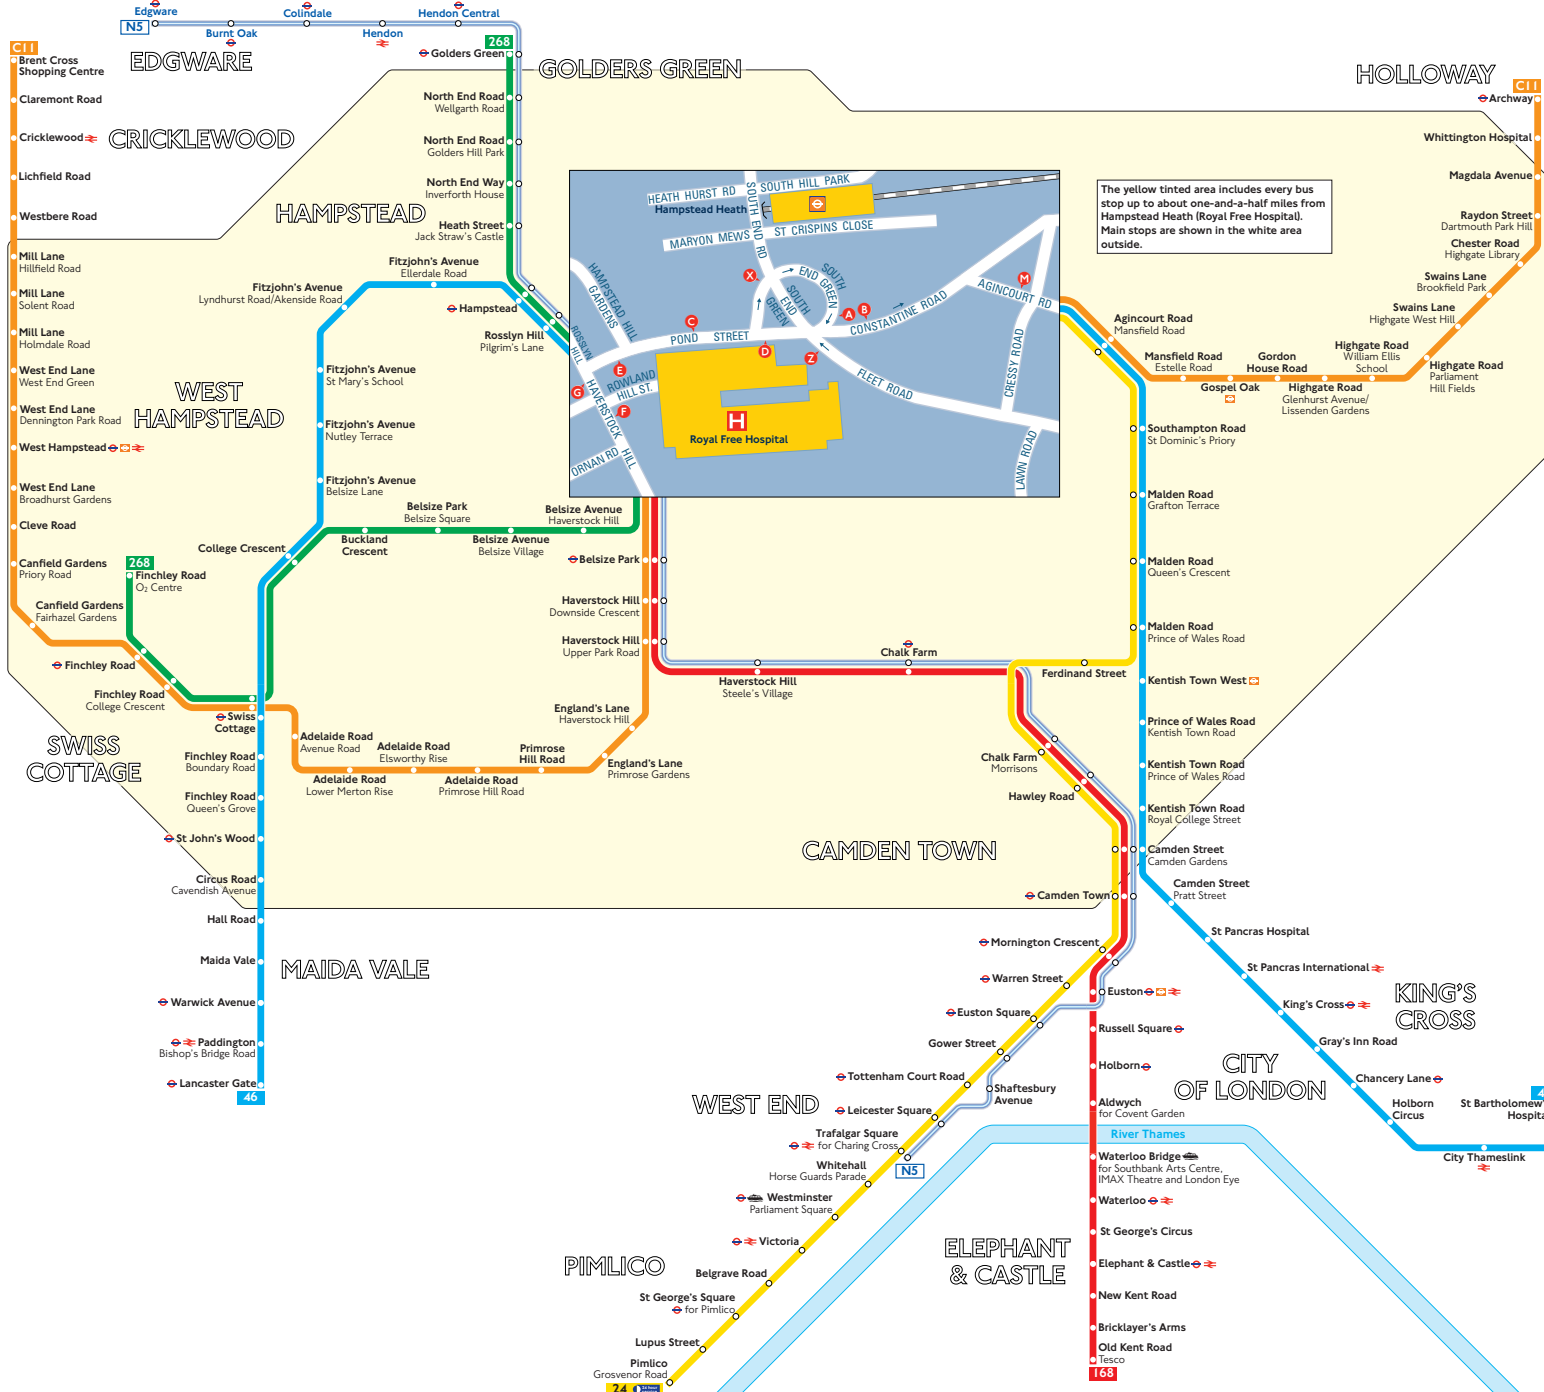 Edgware
Colindale
Hendon Central
N5
Burnt Oak
Hendon
EDGWARE
268
Golders Green
GOLDERS GREEN
HOLLOWAY
C11
Brent Cross
Shopping Centre
Claremont Road
Cricklewood
CRICKLEWOOD
Lichfield Road
Westbere Road
Mill Lane
Hillfield Road
Mill Lane
Solent Road
Mill Lane
Holmdale Road
West End Lane
West End Green
West End Lane
Dennington Park Road
West Hampstead
West End Lane
Broadhurst Gardens
Cleve Road
Canfield Gardens
Priory Road
Canfield Gardens
Fairhazel Gardens
Finchley Road
Finchley Road
College Crescent
268
Finchley Road
O2 Centre
North End Road
Wellgarth Road
North End Road
Golders Hill Park
North End Way
Inverforth House
HAMPSTEAD
Heath Street
Jack Straw's Castle
Fitzjohn's Avenue
Ellerdale Road
Fitzjohn's Avenue
Lyndhurst Road/Akenside Road
Hampstead
Rosslyn Hill
Pilgrim's Lane
WEST
HAMPSTEAD
Fitzjohn's Avenue
St Mary's School
Fitzjohn's Avenue
Nutley Terrace
Fitzjohn's Avenue
Belsize Lane
College Crescent
Buckland
Crescent
Belsize Park
Belsize Square
Belsize Avenue
Belsize Village
Belsize Avenue
Haverstock Hill
Belsize Park
Haverstock Hill
Downside Crescent
Haverstock Hill
Upper Park Road
England's Lane
Haverstock Hill
England's Lane
Primrose Gardens
Primrose
Hill Road
Adelaide Road
Primrose Hill Road
Adelaide Road
Elsworthy Rise
Adelaide Road
Lower Merton Rise
Adelaide Road
Avenue Road
Swiss
Cottage
SWISS
COTTAGE
Finchley Road
Boundary Road
Finchley Road
Queen's Grove
St John's Wood
Circus Road
Cavendish Avenue
Hall Road
Maida Vale
MAIDA VALE
Warwick Avenue
Paddington
Bishop's Bridge Road
Lancaster Gate
46
HEATH HURST RD
SOUTH HILL PARK
Hampstead Heath
SOUTH END RD
MARYON MEWS
ST CRISPINS CLOSE
HAMPSTEAD HILL
GARDENS
X
SOUTH
END GREEN
SOUTH
END
GREEN
M
AGINCOURT RD
A
B
CONSTANTINE ROAD
C
POND STREET
D
Z
ROSSLYN
HILL
E
G
ROWLAND
HILL ST.
F
HAVERSTOCK HILL
ORNAN RD
FLEET ROAD
CRESSY ROAD
LAWN ROAD
H
Royal Free Hospital
The yellow tinted area includes every bus
stop up to about one-and-a-half miles from
Hampstead Heath (Royal Free Hospital).
Main stops are shown in the white area
outside.
C11
Archway
Whittington Hospital
Magdala Avenue
Raydon Street
Dartmouth Park Hill
Chester Road
Highgate Library
Swains Lane
Brookfield Park
Swains Lane
Highgate West Hill
Highgate Road
William Ellis
School
Highgate Road
Parliament
Hill Fields
Agincourt Road
Mansfield Road
Mansfield Road
Estelle Road
Gospel Oak
Gordon
House Road
Highgate Road
Glenhurst Avenue/
Lissenden Gardens
Southampton Road
St Dominic's Priory
Malden Road
Grafton Terrace
Malden Road
Queen's Crescent
Malden Road
Prince of Wales Road
Kentish Town West
Prince of Wales Road
Kentish Town Road
Kentish Town Road
Prince of Wales Road
Kentish Town Road
Royal College Street
Camden Street
Camden Gardens
Camden Street
Pratt Street
St Pancras Hospital
St Pancras International
King's Cross
KING'S
CROSS
Gray's Inn Road
Chancery Lane
CITY
OF LONDON
Holborn
Circus
St Bartholomew'
Hospita
City Thameslink
Haverstock Hill
Steele's Village
Chalk Farm
Ferdinand Street
Chalk Farm
Morrisons
Hawley Road
CAMDEN TOWN
Camden Town
Mornington Crescent
Warren Street
Euston
Euston Square
Russell Square
Gower Street
Holborn
Tottenham Court Road
Shaftesbury
Avenue
Aldwych
for Covent Garden
WEST END
Leicester Square
Trafalgar Square
for Charing Cross
River Thames
N5
Whitehall
Horse Guards Parade
Waterloo Bridge
for Southbank Arts Centre,
IMAX Theatre and London Eye
Westminster
Parliament Square
Waterloo
St George's Circus
Victoria
ELEPHANT
& CASTLE
Elephant & Castle
PIMLICO
Belgrave Road
New Kent Road
St George's Square
for Pimlico
Bricklayer's Arms
Lupus Street
Old Kent Road
Tesco
168
Pimlico
Grosvenor Road
24